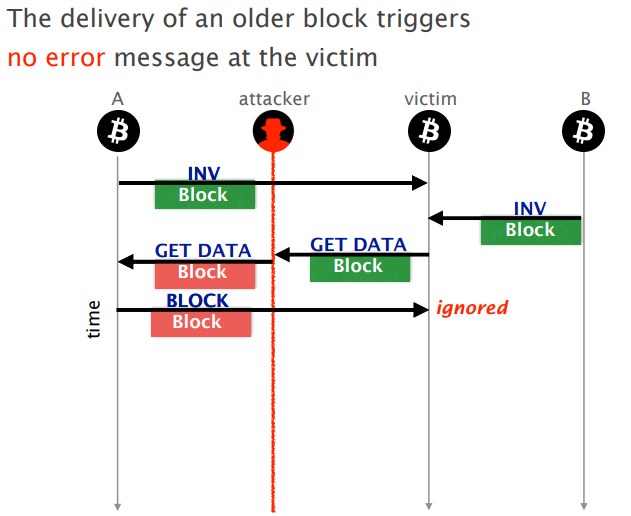 The delivery of an older block triggers
no error message at the victim
A attacker victim B
INV
Block
INV
Block
GET DATA
Block
GET DATA
Block
BLOCK
Block
ignored
time